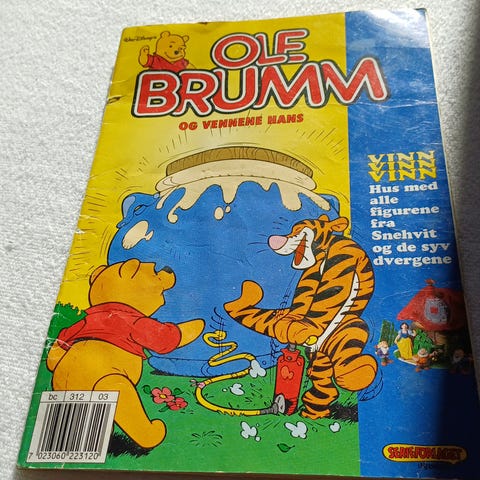 Walt Disney's
OLE
BRUMM
OG VENNENE HANS
VINN
VINN
VINN
Hus med
alle
figurene
fra
Snehvit
og de syv
dvergene
bc 312 03
7 023060 223120
SERIEFORLAGET